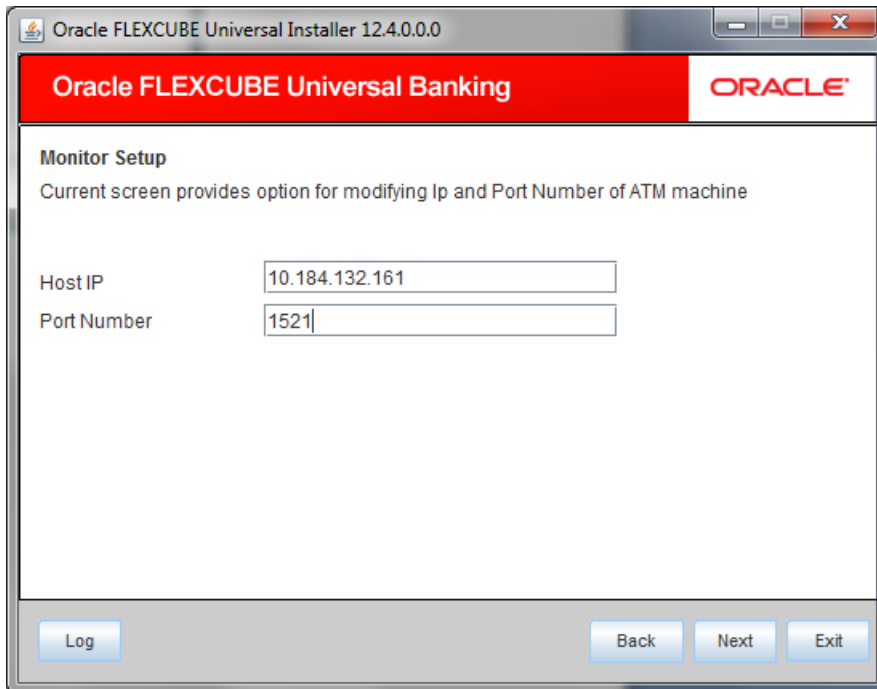 Oracle FLEXCUBE Universal Installer 12.4.0.0.0
Oracle FLEXCUBE Universal Banking
ORACLE
Monitor Setup
Current screen provides option for modifying Ip and Port Number of ATM machine
Host IP 10.184.132.161
Port Number 1521
Log Back Next Exit